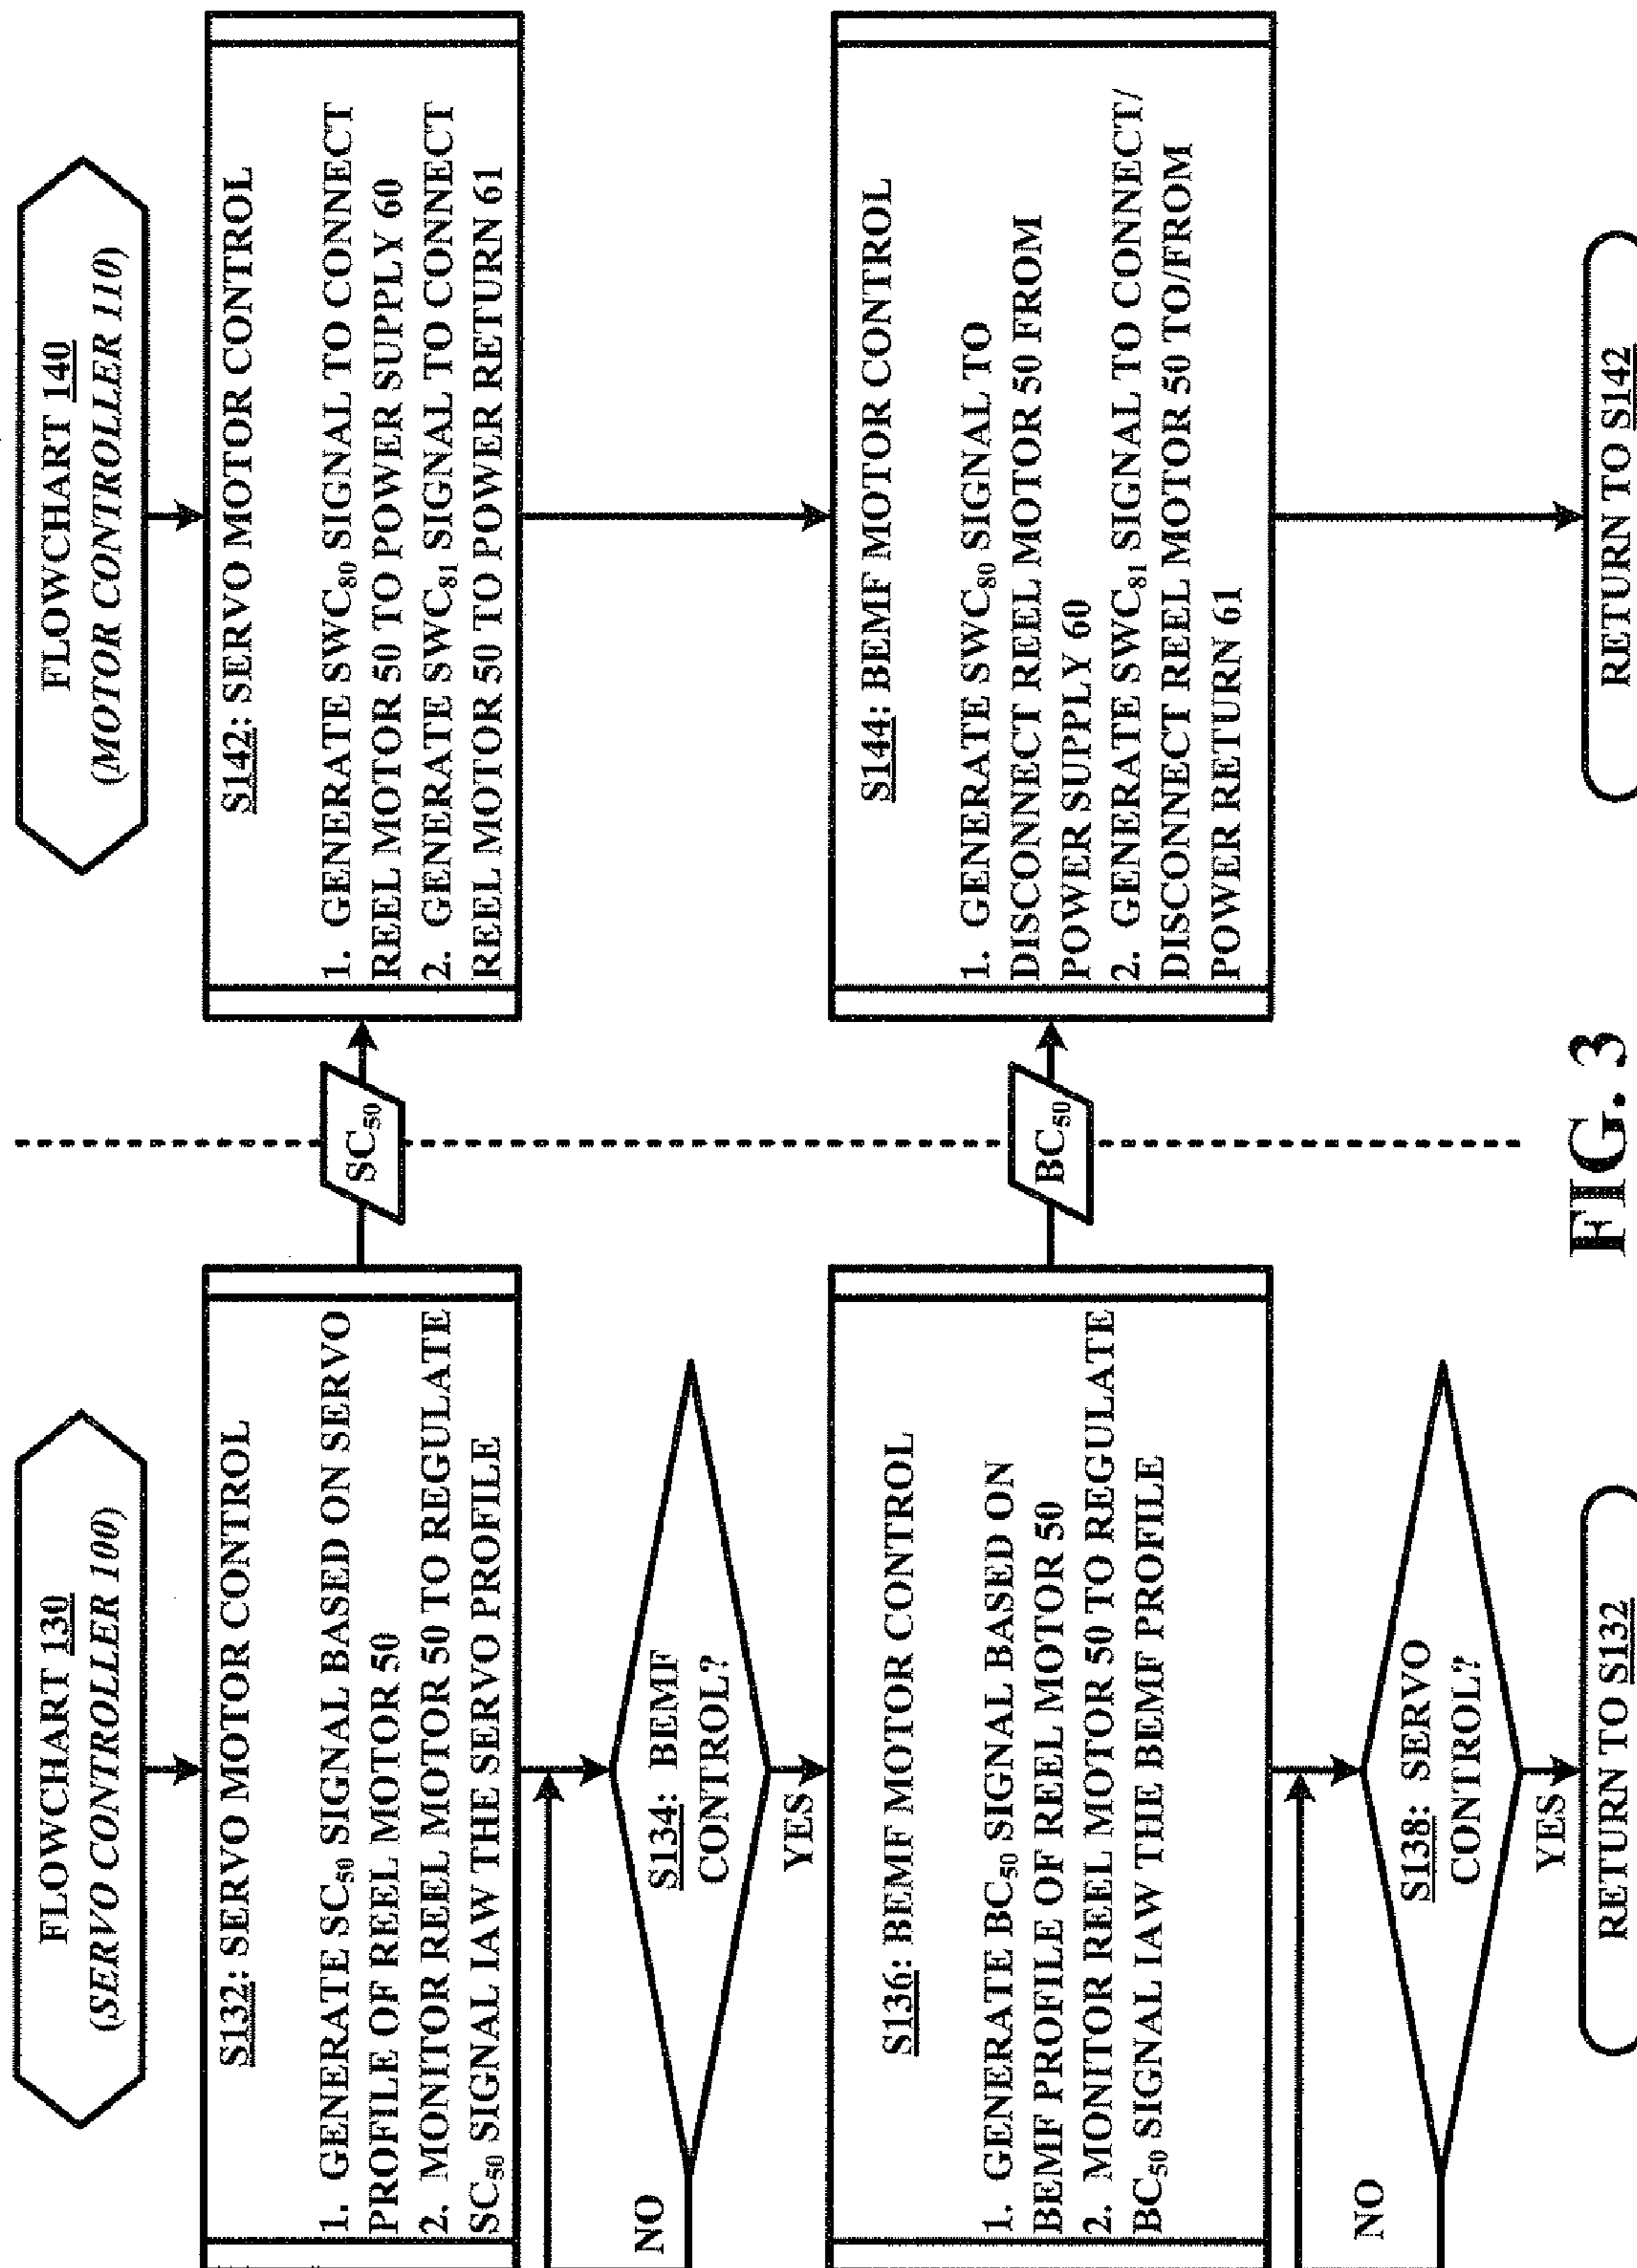 FLOWCHART 130
(SERVO CONTROLLER 100)
S132: SERVO MOTOR CONTROL
1. GENERATE SC50 SIGNAL BASED ON SERVO
PROFILE OF REEL MOTOR 50
2. MONITOR REEL MOTOR 50 TO REGULATE
SC50 SIGNAL IAW THE SERVO PROFILE
S134: BEMF
CONTROL?
NO
YES
S136: BEMF MOTOR CONTROL
1. GENERATE BC50 SIGNAL BASED ON
BEMF PROFILE OF REEL MOTOR 50
2. MONITOR REEL MOTOR 50 TO REGULATE
BC50 SIGNAL IAW THE BEMF PROFILE
S138: SERVO
CONTROL?
NO
YES
RETURN TO S132
SC50
BC50
FLOWCHART 140
(MOTOR CONTROLLER 110)
S142: SERVO MOTOR CONTROL
1. GENERATE SWC80 SIGNAL TO CONNECT
REEL MOTOR 50 TO POWER SUPPLY 60
2. GENERATE SWC81 SIGNAL TO CONNECT
REEL MOTOR 50 TO POWER RETURN 61
S144: BEMF MOTOR CONTROL
1. GENERATE SWC80 SIGNAL TO
DISCONNECT REEL MOTOR 50 FROM
POWER SUPPLY 60
2. GENERATE SWC81 SIGNAL TO CONNECT/
DISCONNECT REEL MOTOR 50 TO/FROM
POWER RETURN 61
RETURN TO S142
FIG. 3